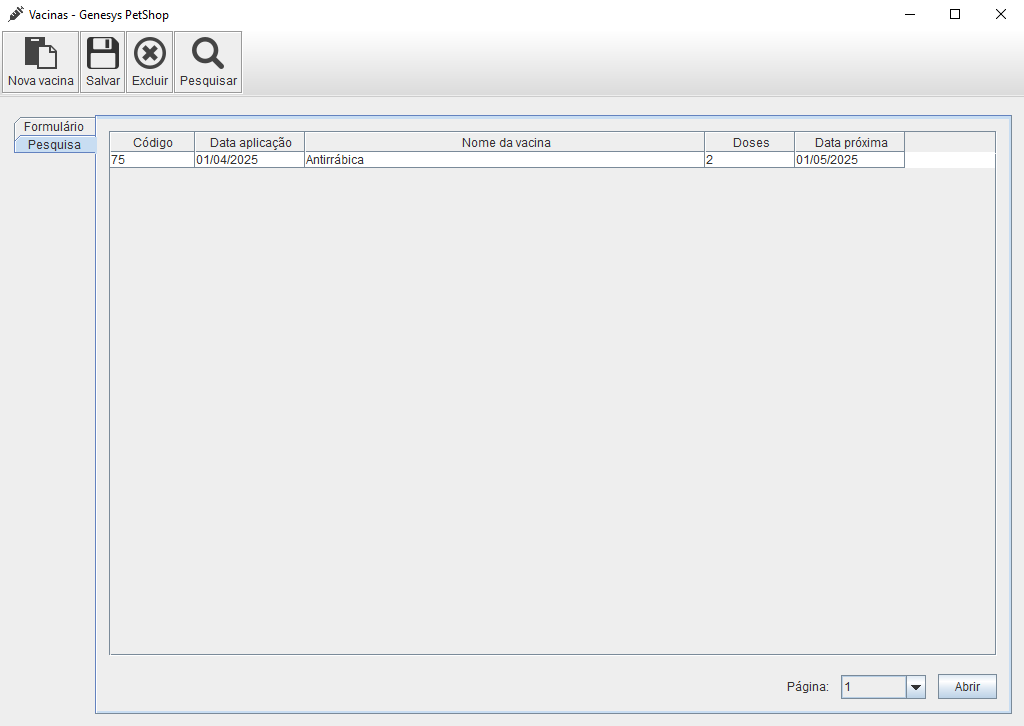 Vacinas - Genesys PetShop
Nova vacina Salvar Excluir Pesquisar
Formulário
Pesquisa
Código Data aplicação Nome da vacina Doses Data próxima
75 01/04/2025 Antirrábica 2 01/05/2025
Página: 1 Abrir